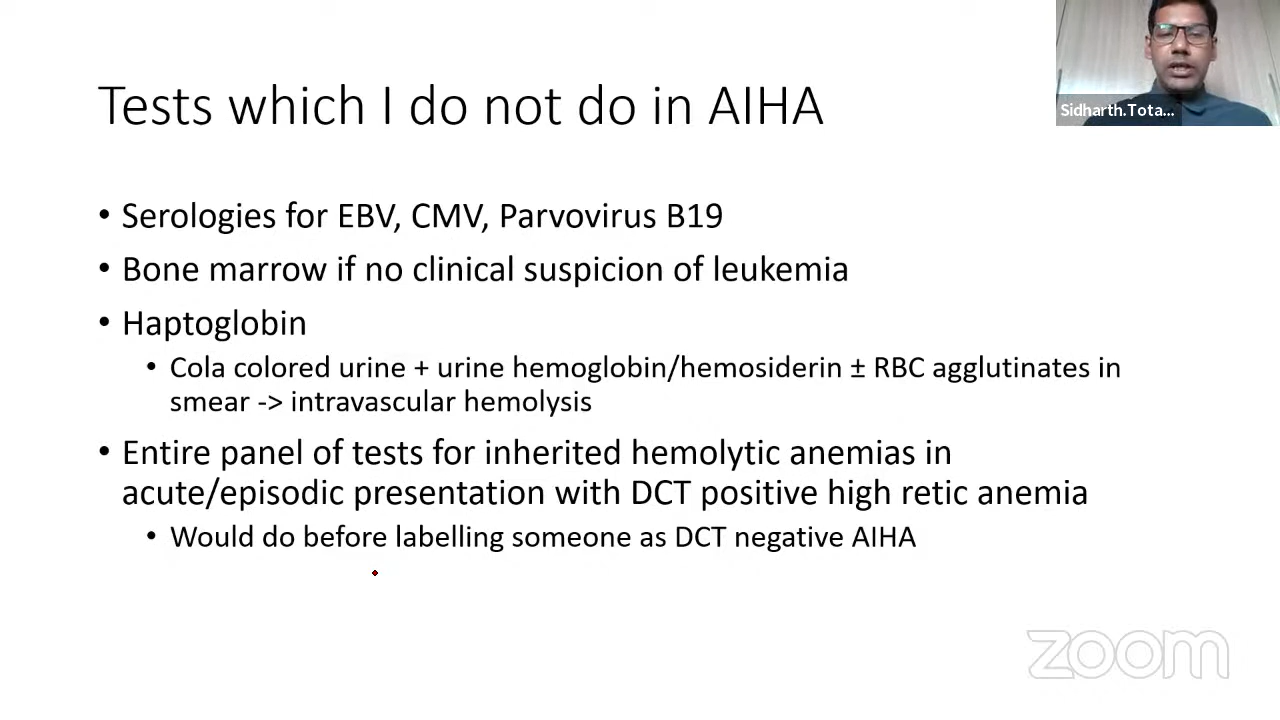 Tests which I do not do in AIHA
Sidharth.Tota...
• Serologies for EBV, CMV, Parvovirus B19
• Bone marrow if no clinical suspicion of leukemia
• Haptoglobin
• Cola colored urine + urine hemoglobin/hemosiderin ± RBC agglutinates in
smear -> intravascular hemolysis
• Entire panel of tests for inherited hemolytic anemias in
acute/episodic presentation with DCT positive high retic anemia
• Would do before labelling someone as DCT negative AIHA
zoom